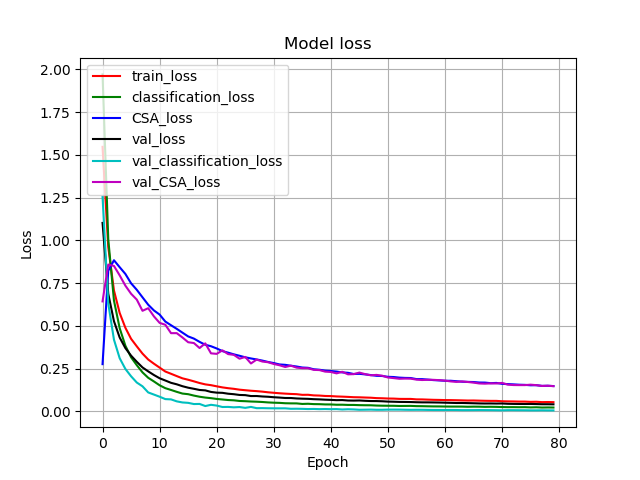 Model loss
2.00
1.75
1.50
1.25
1.00
0.75
0.50
0.25
0.00
Loss
train_loss
classification_loss
CSA_loss
val_loss
val_classification_loss
val_CSA_loss
0 10 20 30 40 50 60 70 80
Epoch